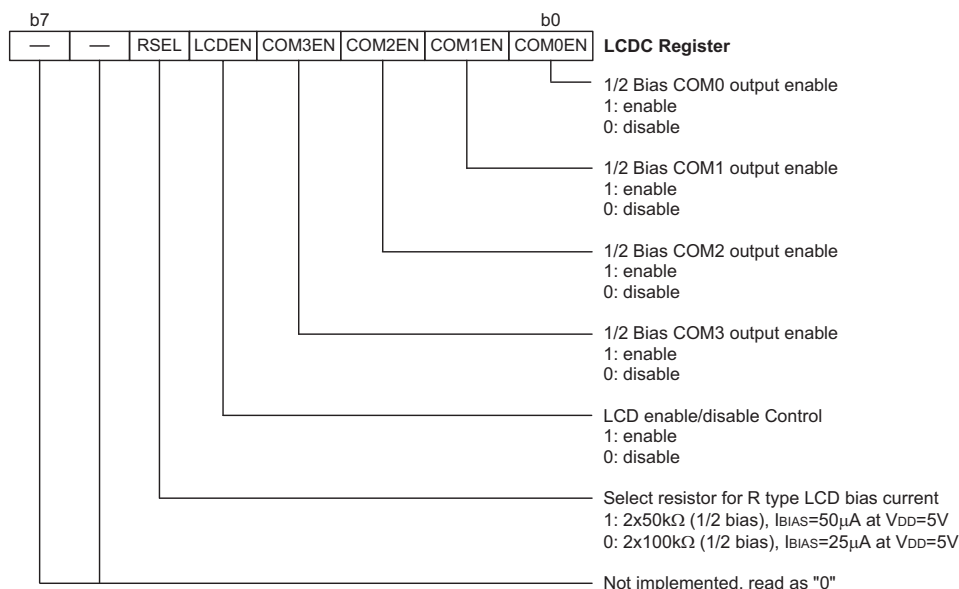 b7 b0
— — RSEL LCDEN COM3EN COM2EN COM1EN COM0EN LCDC Register
1/2 Bias COM0 output enable
1: enable
0: disable
1/2 Bias COM1 output enable
1: enable
0: disable
1/2 Bias COM2 output enable
1: enable
0: disable
1/2 Bias COM3 output enable
1: enable
0: disable
LCD enable/disable Control
1: enable
0: disable
Select resistor for R type LCD bias current
1: 2x50kΩ (1/2 bias), IBIAS=50μA at VDD=5V
0: 2x100kΩ (1/2 bias), IBIAS=25μA at VDD=5V
Not implemented, read as "0"